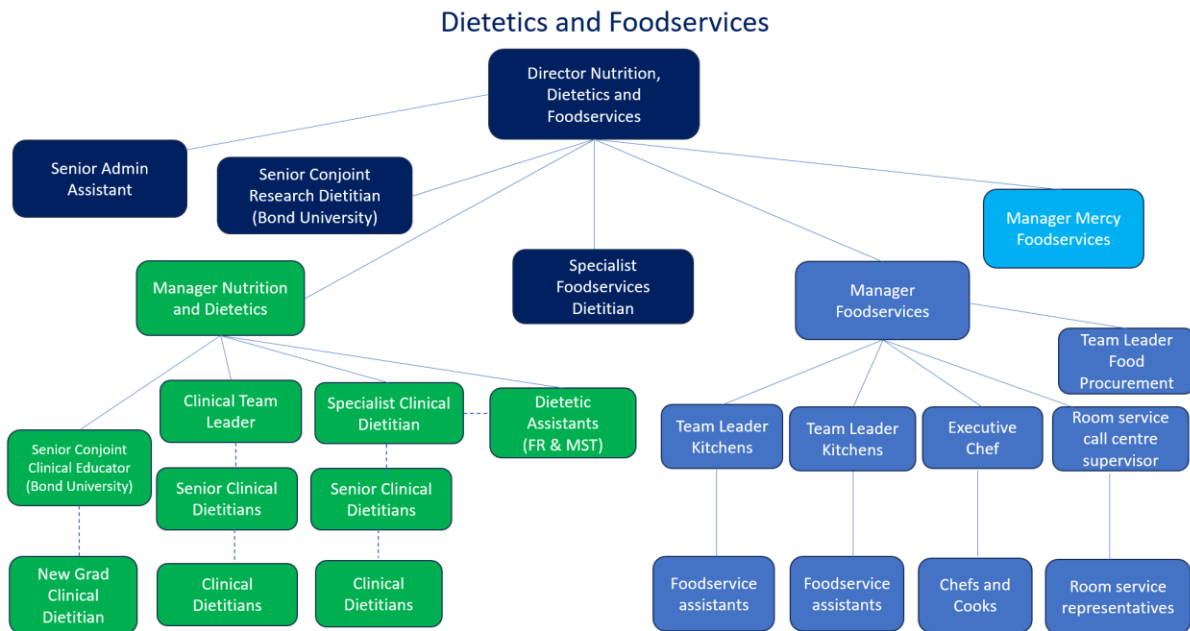 Dietetics and Foodservices
Director Nutrition,
Dietetics and
Foodservices
Senior Admin
Assistant
Senior Conjoint
Research Dietitian
(Bond University)
Manager Mercy
Foodservices
Specialist
Foodservices
Dietitian
Manager Nutrition
and Dietetics
Manager
Foodservices
Team Leader
Food
Procurement
Clinical Team
Leader
Specialist Clinical
Dietitian
Dietetic
Assistants
(FR & MST)
Team Leader
Kitchens
Team Leader
Kitchens
Executive
Chef
Room service
call centre
supervisor
Senior Conjoint
Clinical Educator
(Bond University)
Senior Clinical
Dietitians
Senior Clinical
Dietitians
New Grad
Clinical
Dietitian
Clinical
Dietitians
Clinical
Dietitians
Foodservice
assistants
Foodservice
assistants
Chefs and
Cooks
Room service
representatives